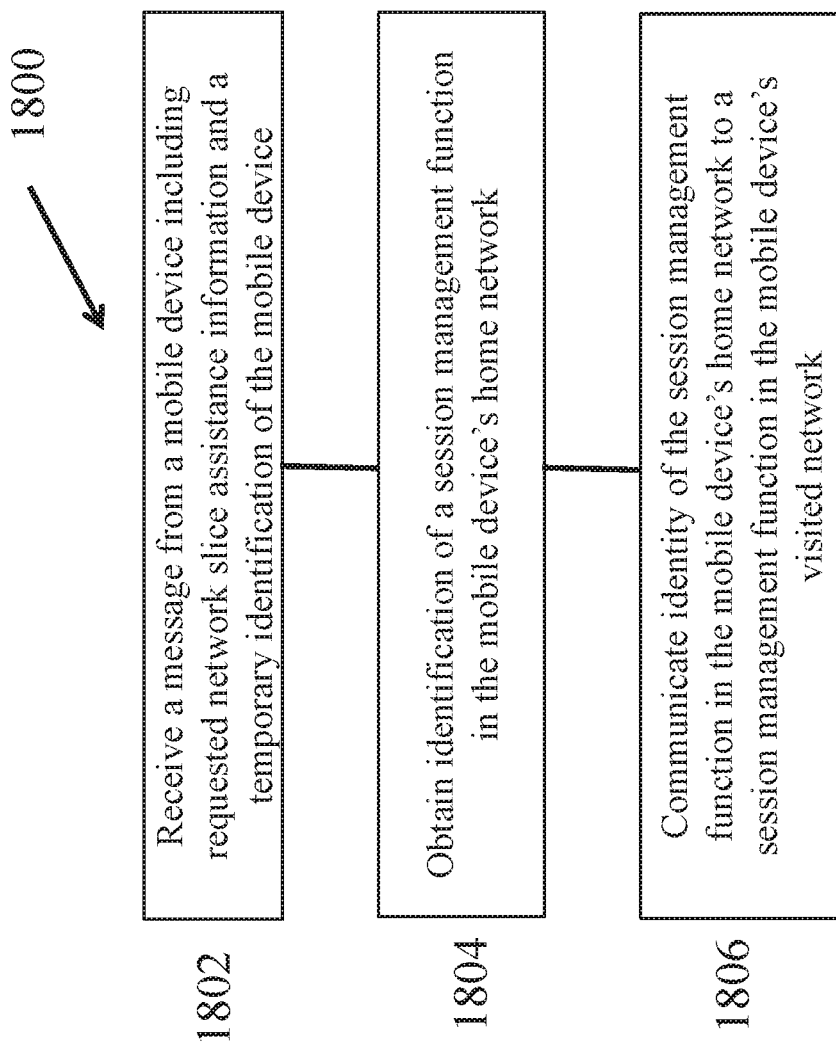 1800
1802
Receive a message from a mobile device including
requested network slice assistance information and a
temporary identification of the mobile device
1804
Obtain identification of a session management function
in the mobile device's home network
1806
Communicate identity of the session management
function in the mobile device's home network to a
session management function in the mobile device's
visited network